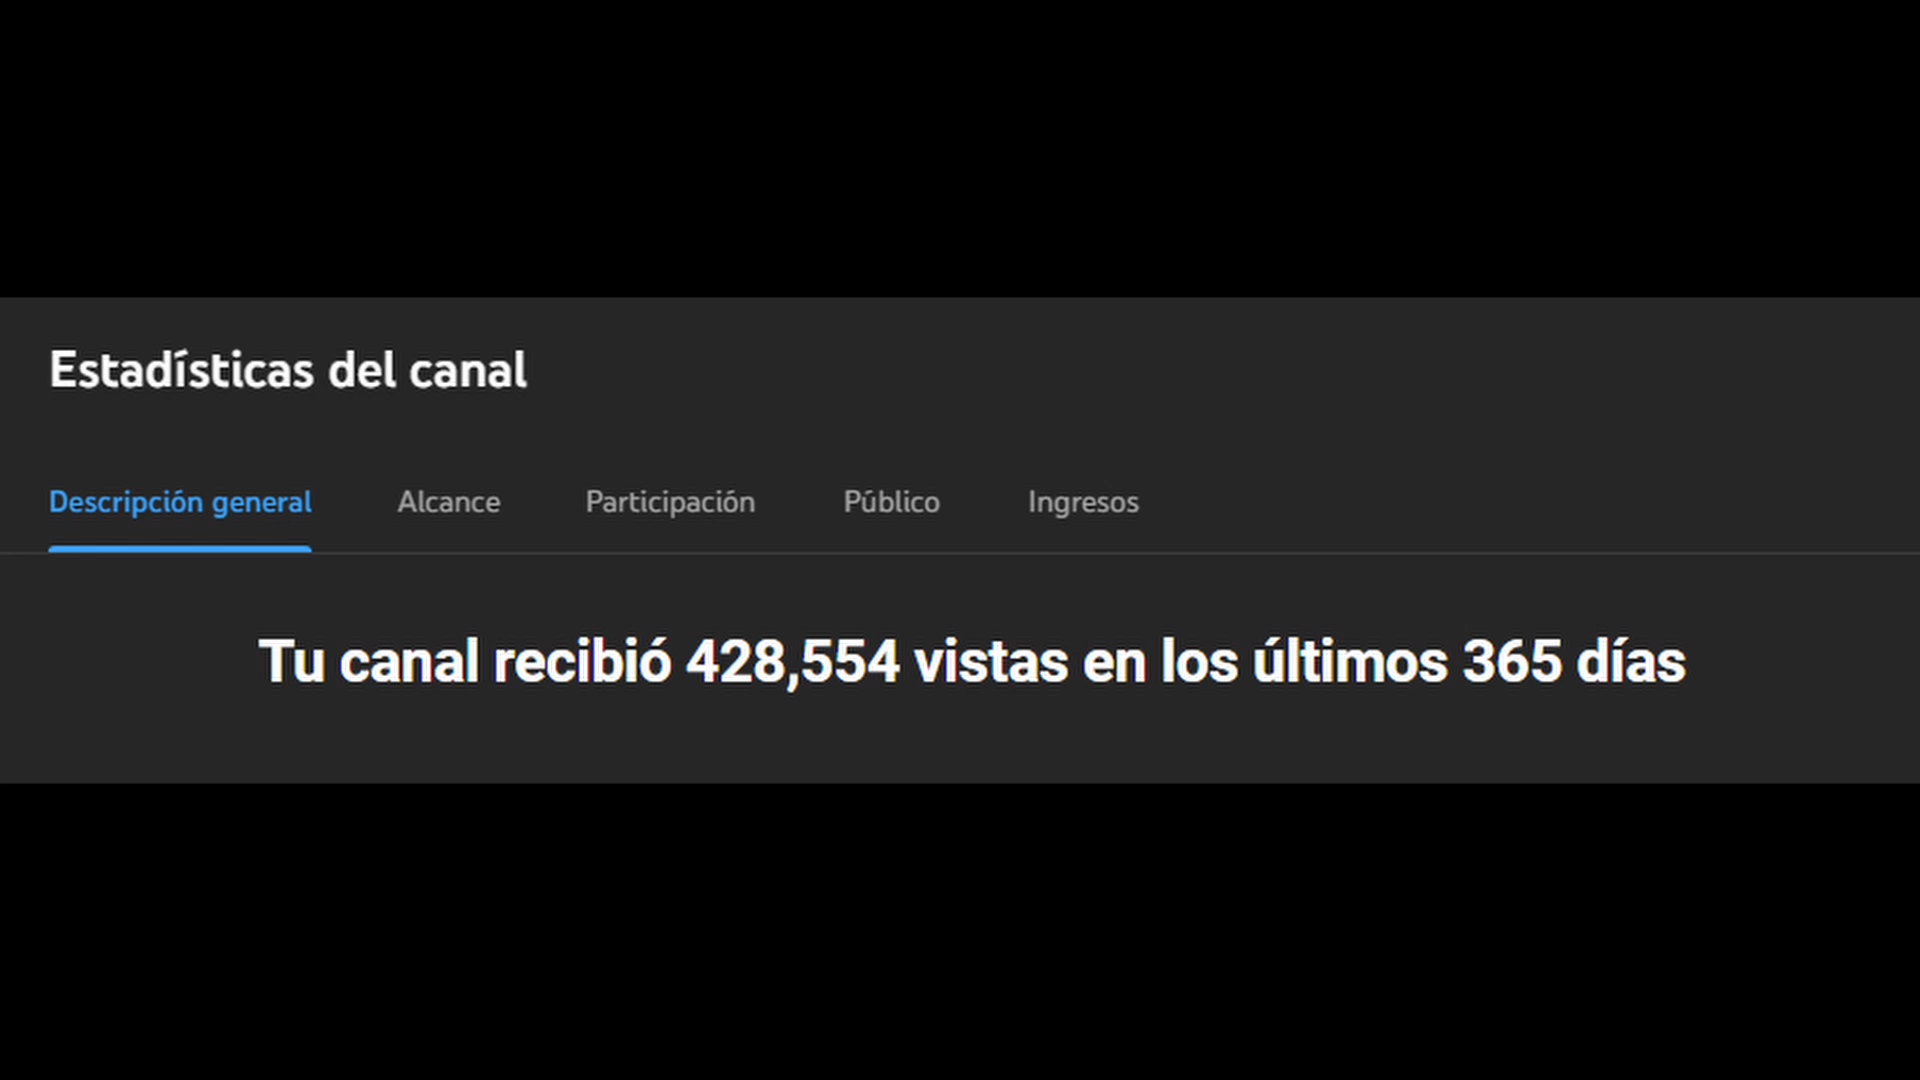 Estadísticas del canal
Descripción general Alcance Participación Público Ingresos
Tu canal recibió 428,554 vistas en los últimos 365 días